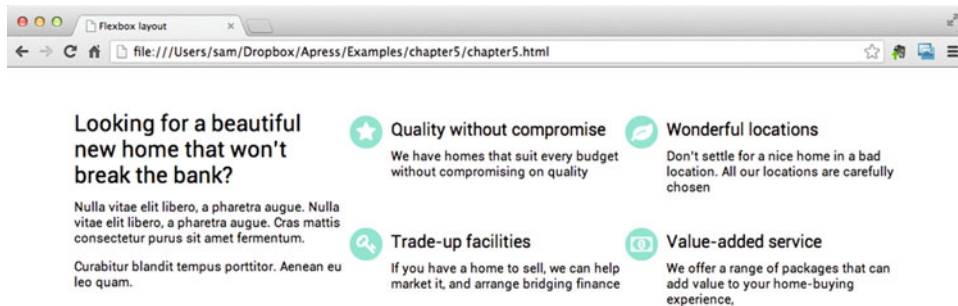 Flexbox layout
file:///Users/sam/Dropbox/Apress/Examples/chapter5/chapter5.html
Looking for a beautiful
new home that won't
break the bank?
Nulla vitae elit libero, a pharetra augue. Nulla
vitae elit libero, a pharetra augue. Cras mattis
consectetur purus sit amet fermentum.
Curabitur blandit tempus porttitor. Aenean eu
leo quam.
Quality without compromise
We have homes that suit every budget
without compromising on quality
Wonderful locations
Don't settle for a nice home in a bad
location. All our locations are carefully
chosen
Trade-up facilities
If you have a home to sell, we can help
market it, and arrange bridging finance
Value-added service
We offer a range of packages that can
add value to your home-buying
experience,